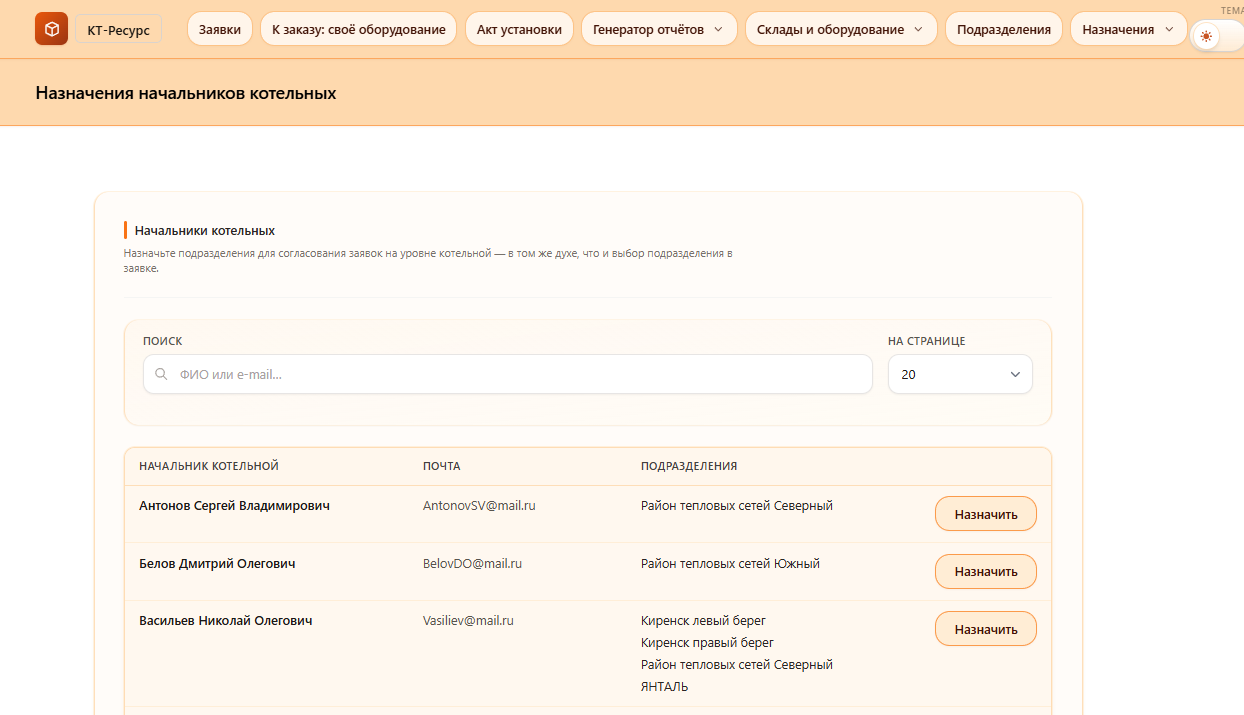 КТ-Ресурс
Заявки
К заказу: своё оборудование
Акт установки
Генератор отчётов
Склады и оборудование
Подразделения
Назначения
ТЕМА
Назначения начальников котельных
Начальники котельных
Назначьте подразделения для согласования заявок на уровне котельной — в том же духе, что и выбор подразделения в
заявке.
ПОИСК
НА СТРАНИЦЕ
ФИО или e-mail...
20
НАЧАЛЬНИК КОТЕЛЬНОЙ
ПОЧТА
ПОДРАЗДЕЛЕНИЯ
Антонов Сергей Владимирович
AntonovSV@mail.ru
Район тепловых сетей Северный
Назначить
Белов Дмитрий Олегович
BelovDO@mail.ru
Район тепловых сетей Южный
Назначить
Васильев Николай Олегович
Vasiliev@mail.ru
Киренск левый берег
Киренск правый берег
Район тепловых сетей Северный
ЯНТАЛЬ
Назначить